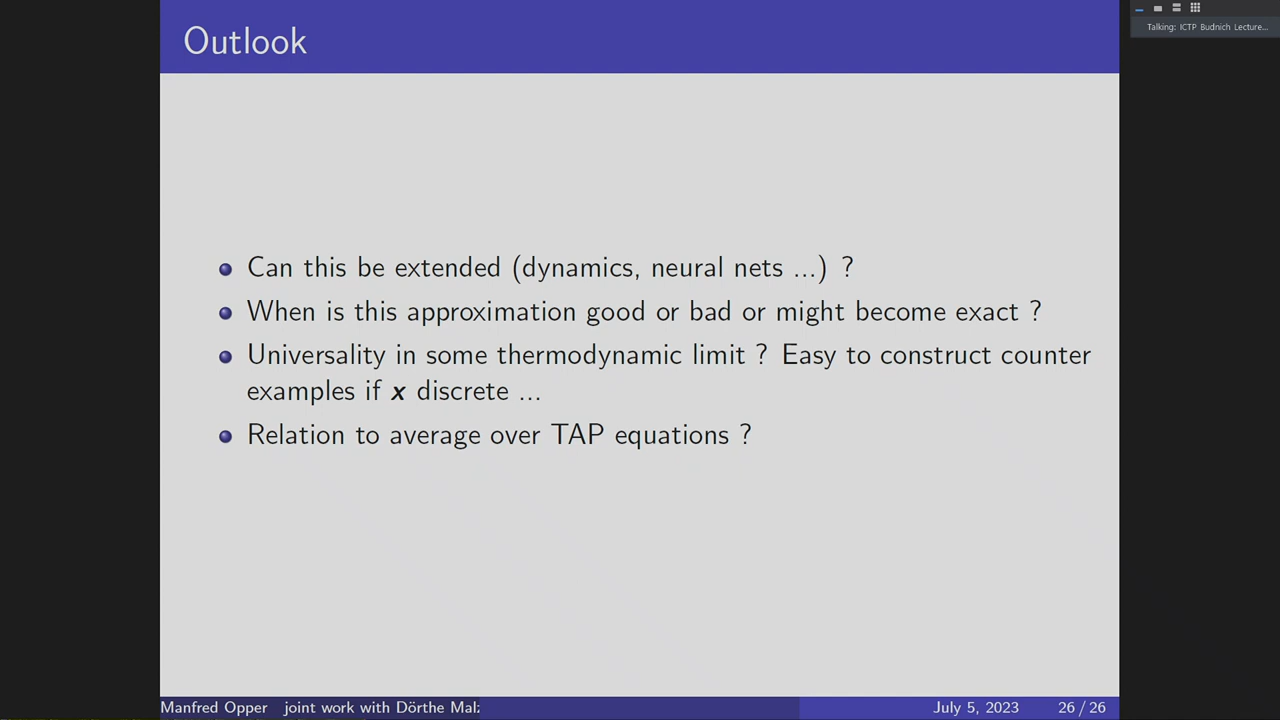 Outlook
Talking: ICTP Budnich Lecture...
Can this be extended (dynamics, neural nets ...) ?
When is this approximation good or bad or might become exact ?
Universality in some thermodynamic limit ? Easy to construct counter
examples if x discrete ...
Relation to average over TAP equations ?
Manfred Opper joint work with Dörthe Malz
July 5, 2023 26 / 26